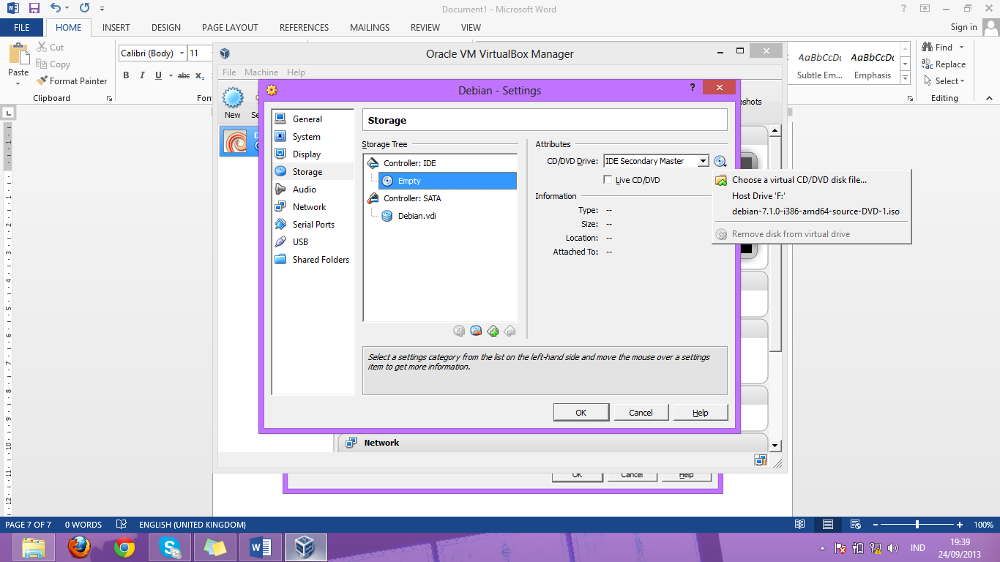 Document1 - Microsoft Word
FILE HOME INSERT DESIGN PAGE LAYOUT REFERENCES MAILINGS REVIEW VIEW Sign in
Paste
Cut
Copy
Format Painter
Clipboard
Calibri (Body) 11
B I U abc x₂
AaBbCcDc AaBbCcDc
Subtle Em... Emphasis
Find
Replace
Select
Editing
Oracle VM VirtualBox Manager
File Machine Help
New
Debian - Settings
?
General
System
Display
Storage
Audio
Network
Serial Ports
USB
Shared Folders
Storage
Storage Tree
Controller: IDE
Empty
Controller: SATA
Debian.vdi
Attributes
CD/DVD Drive: IDE Secondary Master
Live CD/DVD
Information
Type: --
Size: --
Location: --
Attached To: --
Choose a virtual CD/DVD disk file...
Host Drive 'F:'
debian-7.1.0-i386-amd64-source-DVD-1.iso
Remove disk from virtual drive
Select a settings category from the list on the left-hand side and move the mouse over a settings
item to get more information.
OK Cancel Help
Network
OK Cancel Help
PAGE 7 OF 7 0 WORDS ENGLISH (UNITED KINGDOM) 100%
IND
19:39
24/09/2013